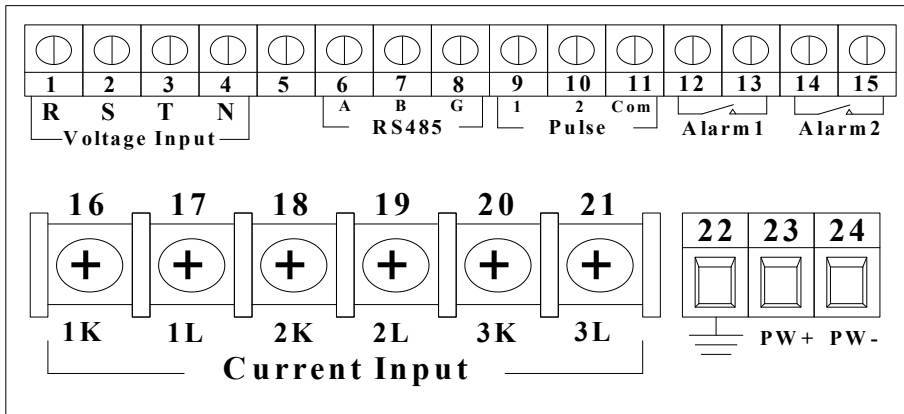 1 2 3 4 5 6 7 8 9 10 11 12 13 14 15
R S T N A B G 1 2 Com
Voltage Input RS485 Pulse Alarm1 Alarm2
16 17 18 19 20 21
22 23 24
1K 1L 2K 2L 3K 3L
PW+ PW-
Current Input